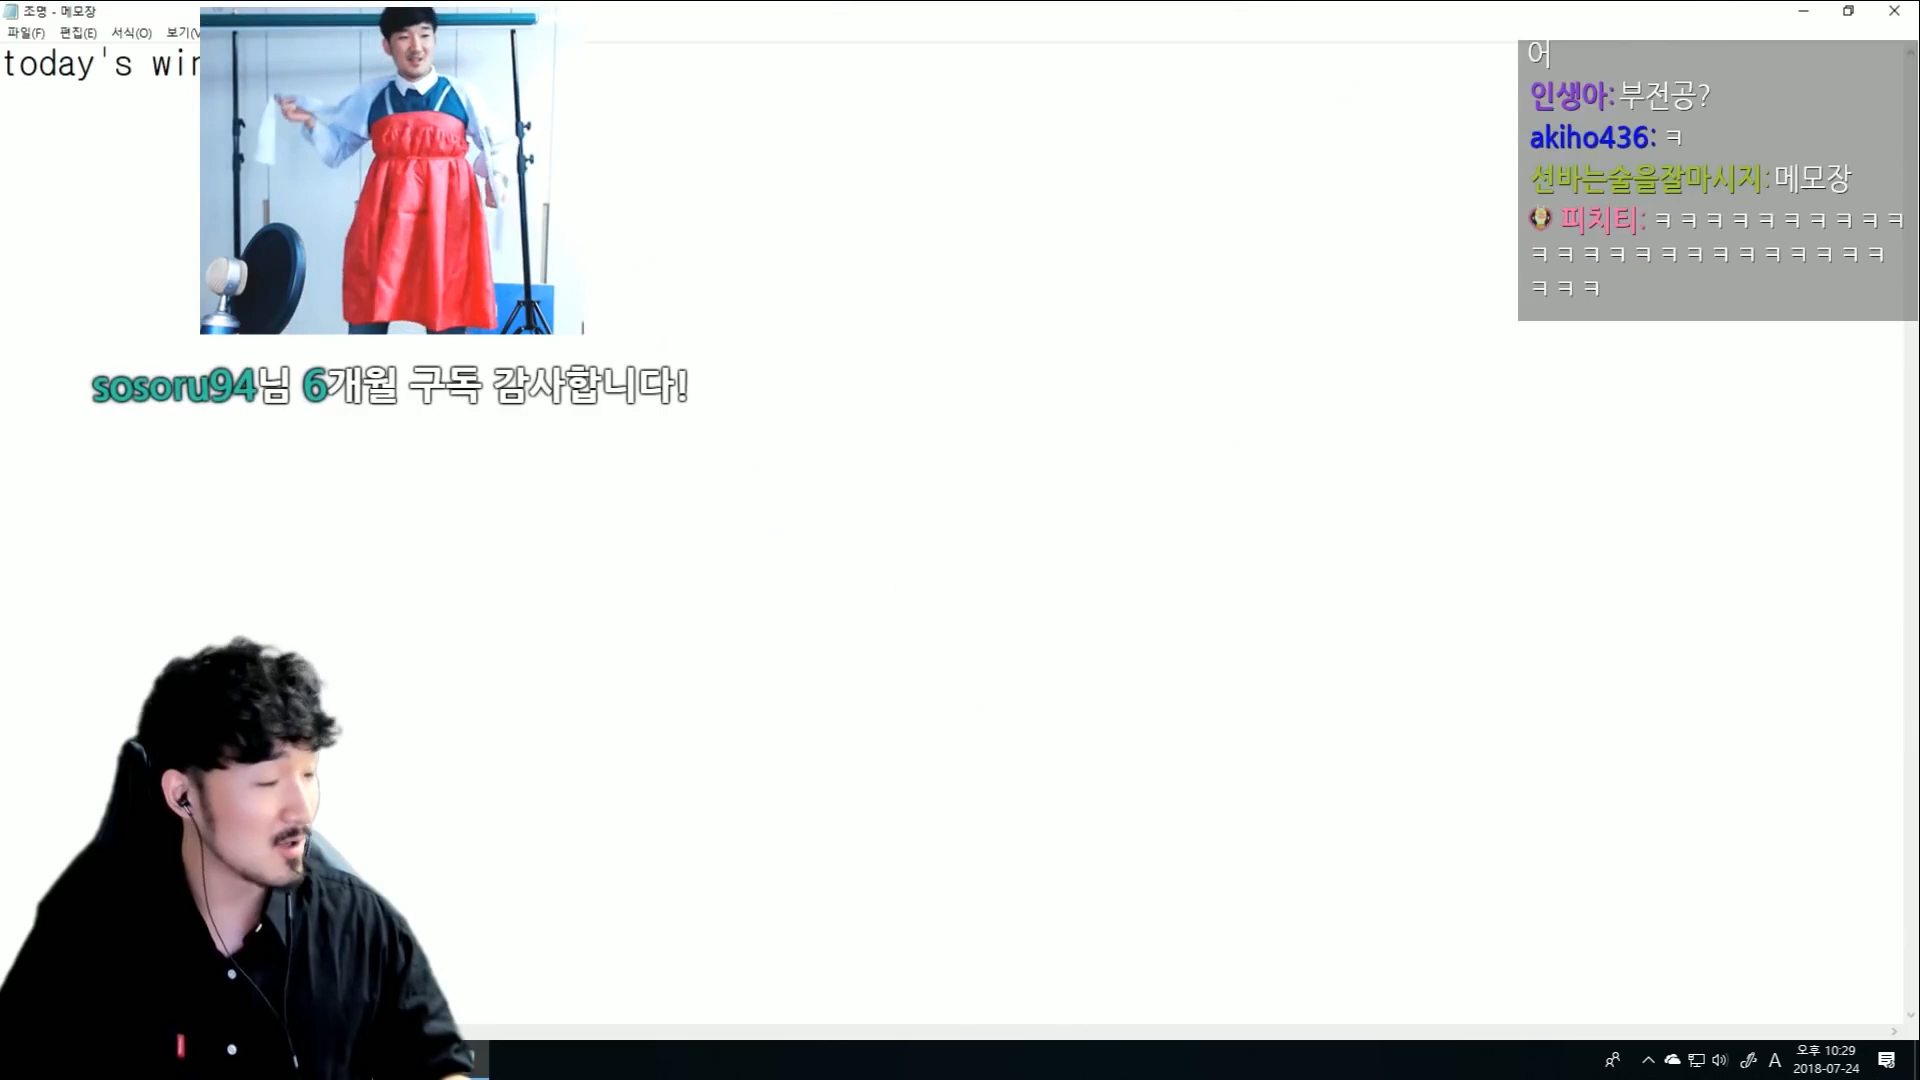 조명 - 메모장
파일(F) 편집(E) 서식(O) 보기(V
today's win
어
인생아: 부전공?
akiho436: ㅋ
선바는술을잘마시지: 메모장
피치티: ㅋㅋㅋㅋㅋㅋㅋㅋㅋㅋ
ㅋㅋㅋㅋㅋㅋㅋㅋㅋㅋㅋㅋㅋㅋ
ㅋㅋㅋ
sosoru94님 6개월 구독 감사합니다!
A
오후 10:29
2018-07-24